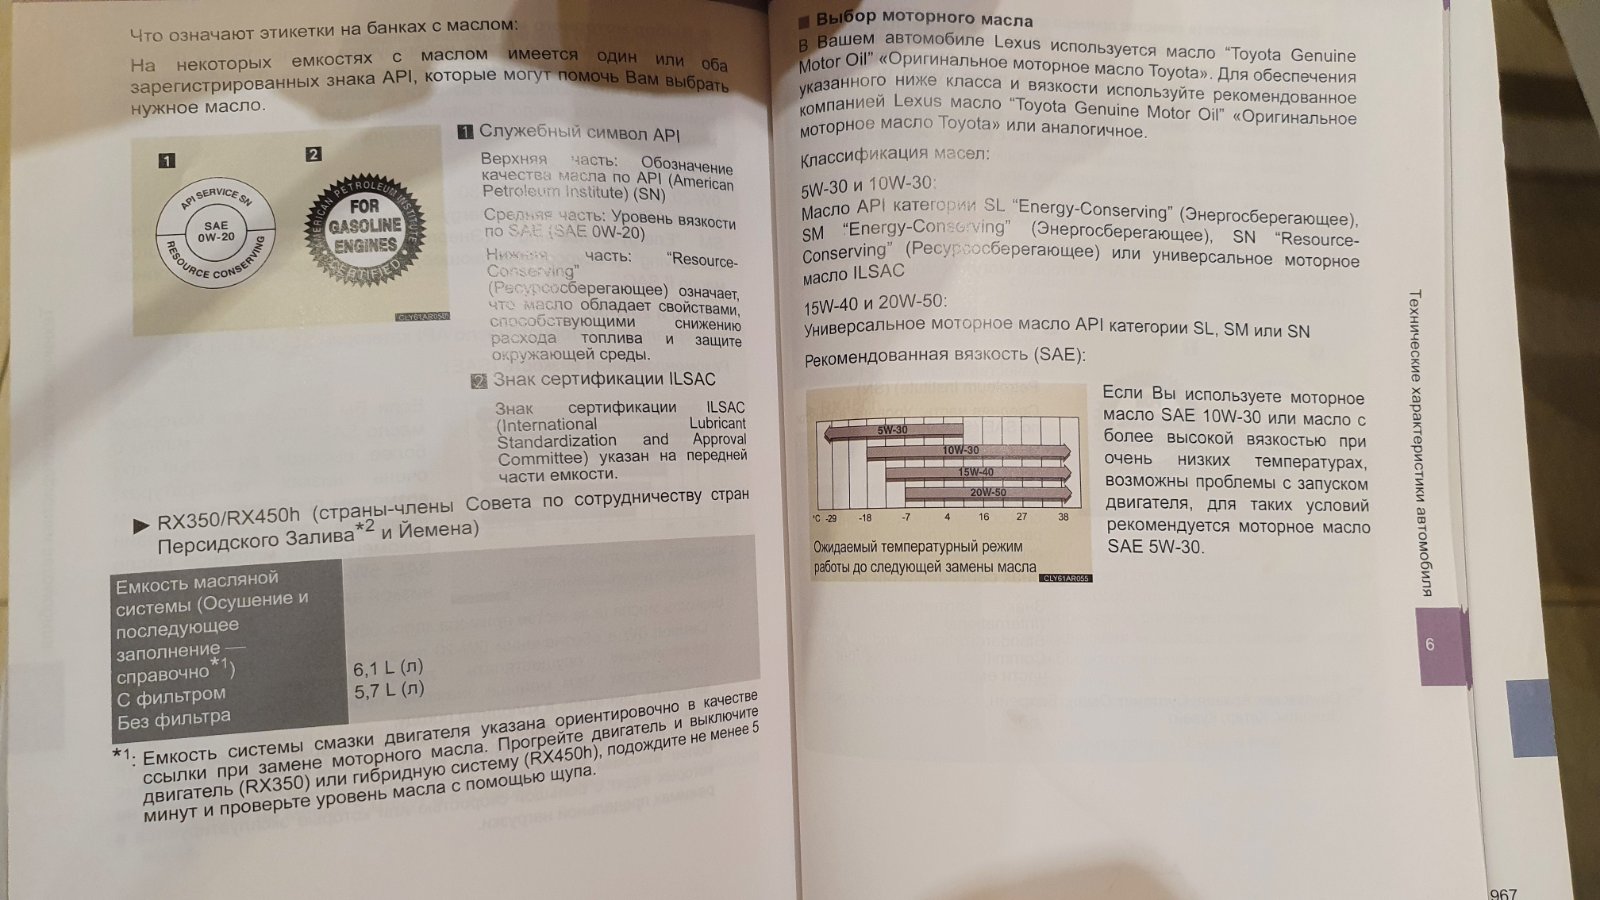 Что означают этикетки на банках с маслом:
На некоторых емкостях с маслом имеется один или оба
зарегистрированных знака API, которые могут помочь Вам выбрать
нужное масло.
1
2
API SERVICE SN
SAE
0W-20
RESOURCE CONSERVING
AMERICAN PETROLEUM INSTITUTE
FOR
GASOLINE
ENGINES
CERTIFIED
CLY61AR050
1 Служебный символ API
Верхняя часть: Обозначение
качества масла по API (American
Petroleum Institute) (SN)
Средняя часть: Уровень вязкости
по SAE (SAE 0W-20)
Нижняя часть: “Resource-
Conserving”
(Ресурсосберегающее) означает,
что масло обладает свойствами,
способствующими снижению
расхода топлива и защите
окружающей среды.
2 Знак сертификации ILSAC
Знак сертификации ILSAC
(International Lubricant
Standardization and Approval
Committee) указан на передней
части емкости.
▶ RX350/RX450h (страны-члены Совета по сотрудничеству стран
Персидского Залива*2 и Йемена)
Емкость масляной
системы (Осушение и
последующее
заполнение —
справочно*1)
С фильтром 6,1 L (л)
Без фильтра 5,7 L (л)
*1: Емкость системы смазки двигателя указана ориентировочно в качестве
ссылки при замене моторного масла. Прогрейте двигатель и выключите
двигатель (RX350) или гибридную систему (RX450h), подождите не менее 5
минут и проверьте уровень масла с помощью щупа.
■ Выбор моторного масла
В Вашем автомобиле Lexus используется масло “Toyota Genuine
Motor Oil” «Оригинальное моторное масло Toyota». Для обеспечения
указанного ниже класса и вязкости используйте рекомендованное
компанией Lexus масло “Toyota Genuine Motor Oil” «Оригинальное
моторное масло Toyota» или аналогичное.
Классификация масел:
5W-30 и 10W-30:
Масло API категории SL “Energy-Conserving” (Энергосберегающее),
SM “Energy-Conserving” (Энергосберегающее), SN “Resource-
Conserving” (Ресурсосберегающее) или универсальное моторное
масло ILSAC
15W-40 и 20W-50:
Универсальное моторное масло API категории SL, SM или SN
Рекомендованная вязкость (SAE):
5W-30
10W-30
15W-40
20W-50
°C -29 -18 -7 4 16 27 38
Ожидаемый температурный режим
работы до следующей замены масла
CLY61AR055
Если Вы используете моторное
масло SAE 10W-30 или масло с
более высокой вязкостью при
очень низких температурах,
возможны проблемы с запуском
двигателя, для таких условий
рекомендуется моторное масло
SAE 5W-30.
Технические характеристики автомобиля
6
967